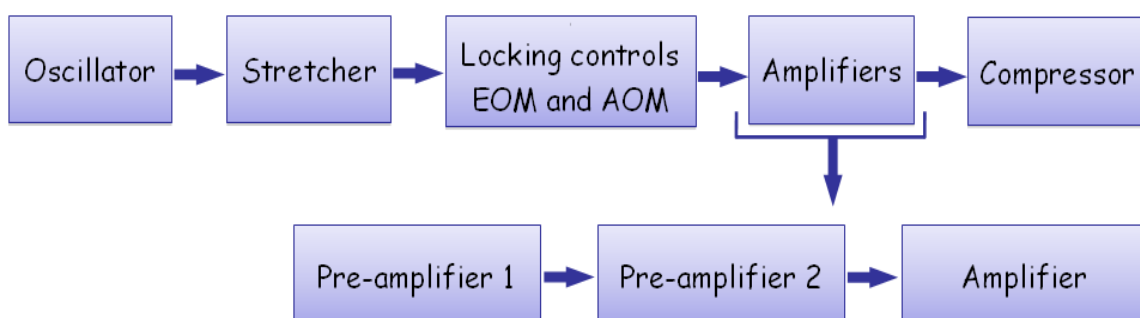 Oscillator
Stretcher
Locking controls
EOM and AOM
Amplifiers
Compressor
Pre-amplifier 1
Pre-amplifier 2
Amplifier